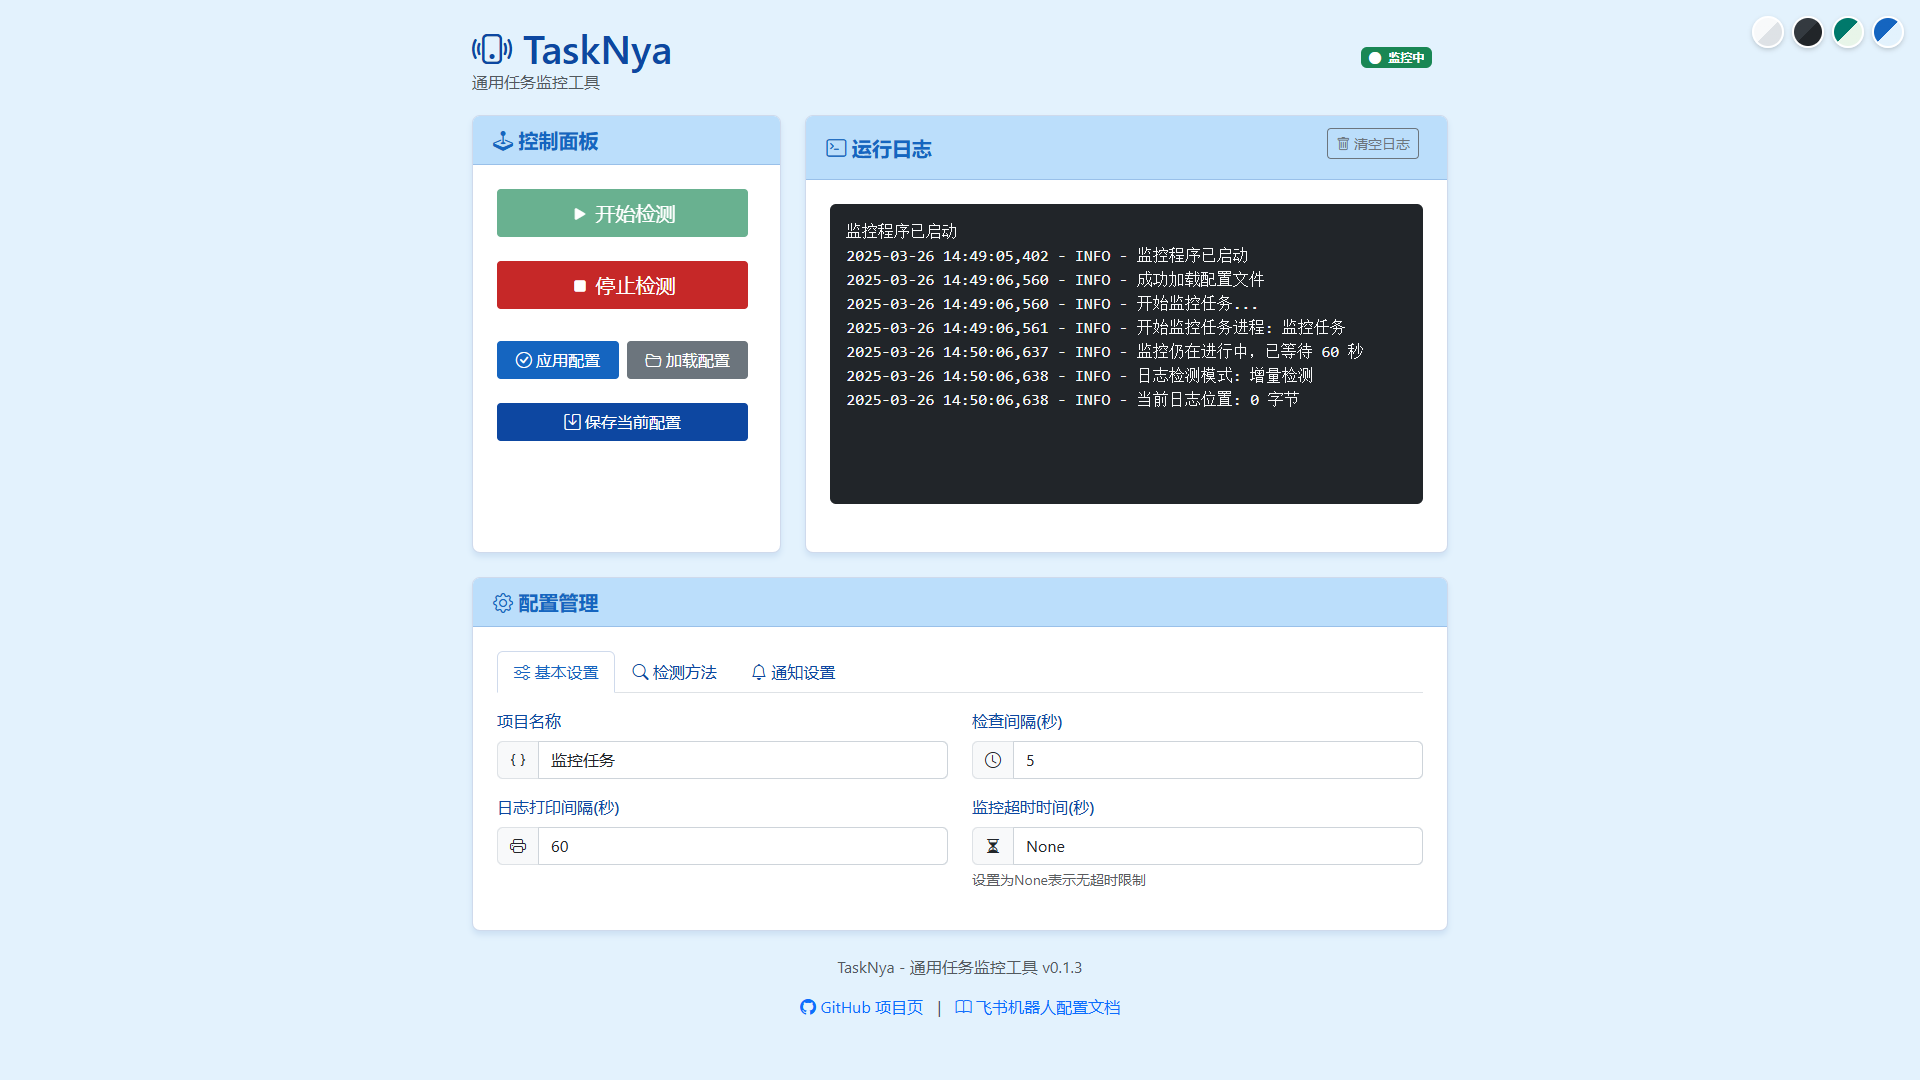 TaskNya
通用任务监控工具
监控中
控制面板
开始检测
停止检测
应用配置
加载配置
保存当前配置
运行日志
清空日志
监控程序已启动
2025-03-26 14:49:05,402 - INFO - 监控程序已启动
2025-03-26 14:49:06,560 - INFO - 成功加载配置文件
2025-03-26 14:49:06,560 - INFO - 开始监控任务...
2025-03-26 14:49:06,561 - INFO - 开始监控任务进程: 监控任务
2025-03-26 14:50:06,637 - INFO - 监控仍在进行中，已等待 60 秒
2025-03-26 14:50:06,638 - INFO - 日志检测模式: 增量检测
2025-03-26 14:50:06,638 - INFO - 当前日志位置: 0 字节
配置管理
基本设置
检测方法
通知设置
项目名称
监控任务
检查间隔(秒)
5
日志打印间隔(秒)
60
监控超时时间(秒)
None
设置为None表示无超时限制
TaskNya - 通用任务监控工具 v0.1.3
GitHub 项目页 | 飞书机器人配置文档